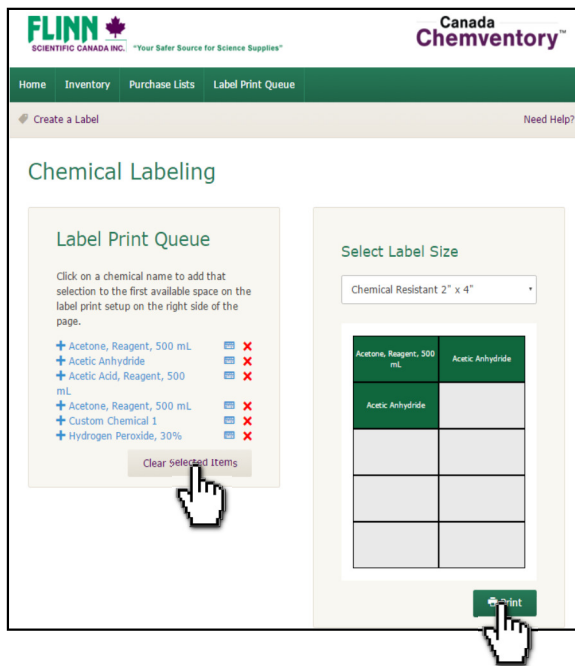 FLINN
SCIENTIFIC CANADA INC.
"Your Safer Source for Science Supplies"
Canada
Chemventory™
Home Inventory Purchase Lists Label Print Queue
Create a Label Need Help?
Chemical Labeling
Label Print Queue
Click on a chemical name to add that
selection to the first available space on the
label print setup on the right side of the
page.
Acetone, Reagent, 500 mL
Acetic Anhydride
Acetic Acid, Reagent, 500
mL
Acetone, Reagent, 500 mL
Custom Chemical 1
Hydrogen Peroxide, 30%
Clear Selected Items
Select Label Size
Chemical Resistant 2" x 4"
Acetone, Reagent, 500
mL
Acetic Anhydride
Acetic Anhydride
Print